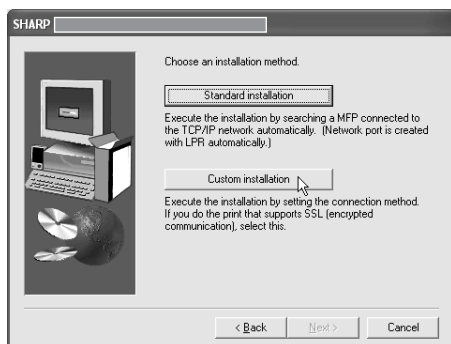 SHARP
Choose an installation method.
Standard installation
Execute the installation by searching a MFP connected to
the TCP/IP network automatically. (Network port is created
with LPR automatically.)
Custom installation
Execute the installation by setting the connection method.
If you do the print that supports SSL (encrypted
communication), select this.
< Back
Next >
Cancel